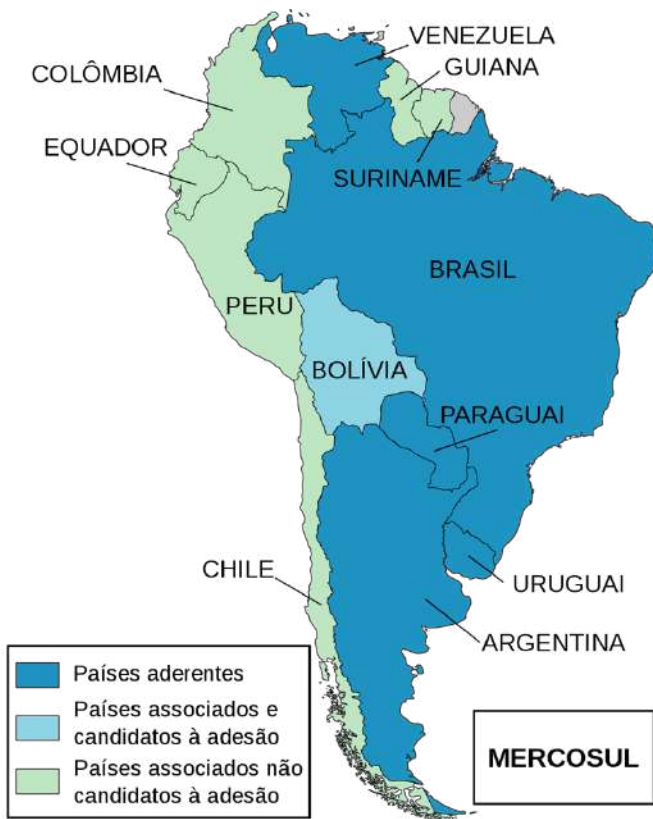 VENEZUELA
GUIANA
COLÔMBIA
EQUADOR
SURINAME
BRASIL
PERU
BOLÍVIA
PARAGUAI
CHILE
URUGUAI
ARGENTINA
Países aderentes
Países associados e
candidatos à adesão
Países associados não
candidatos à adesão
MERCOSUL